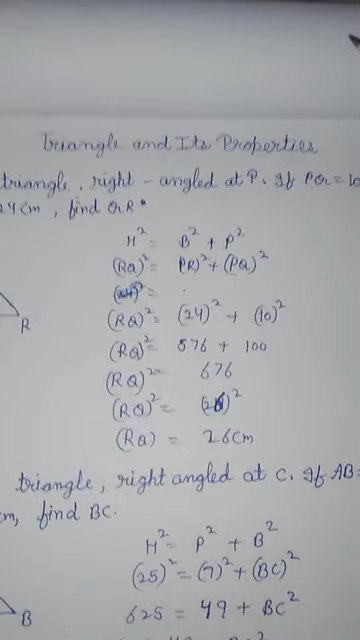 Triangle and Its Properties
triangle, right-angled at P. If PQ = 10
24 cm, find QR.
H² = B² + P²
(RQ)² = PR)² + (PQ)²
(RQ)² = (24)² + (10)²
R
(RQ)² = 576 + 100
(RQ)² = 676
(RQ)² = (26)²
(RQ) = 26 cm
triangle, right angled at C. If AB =
cm, find BC.
H² = P² + B²
(25)² = (7)² + (BC)²
B
625 = 49 + BC²